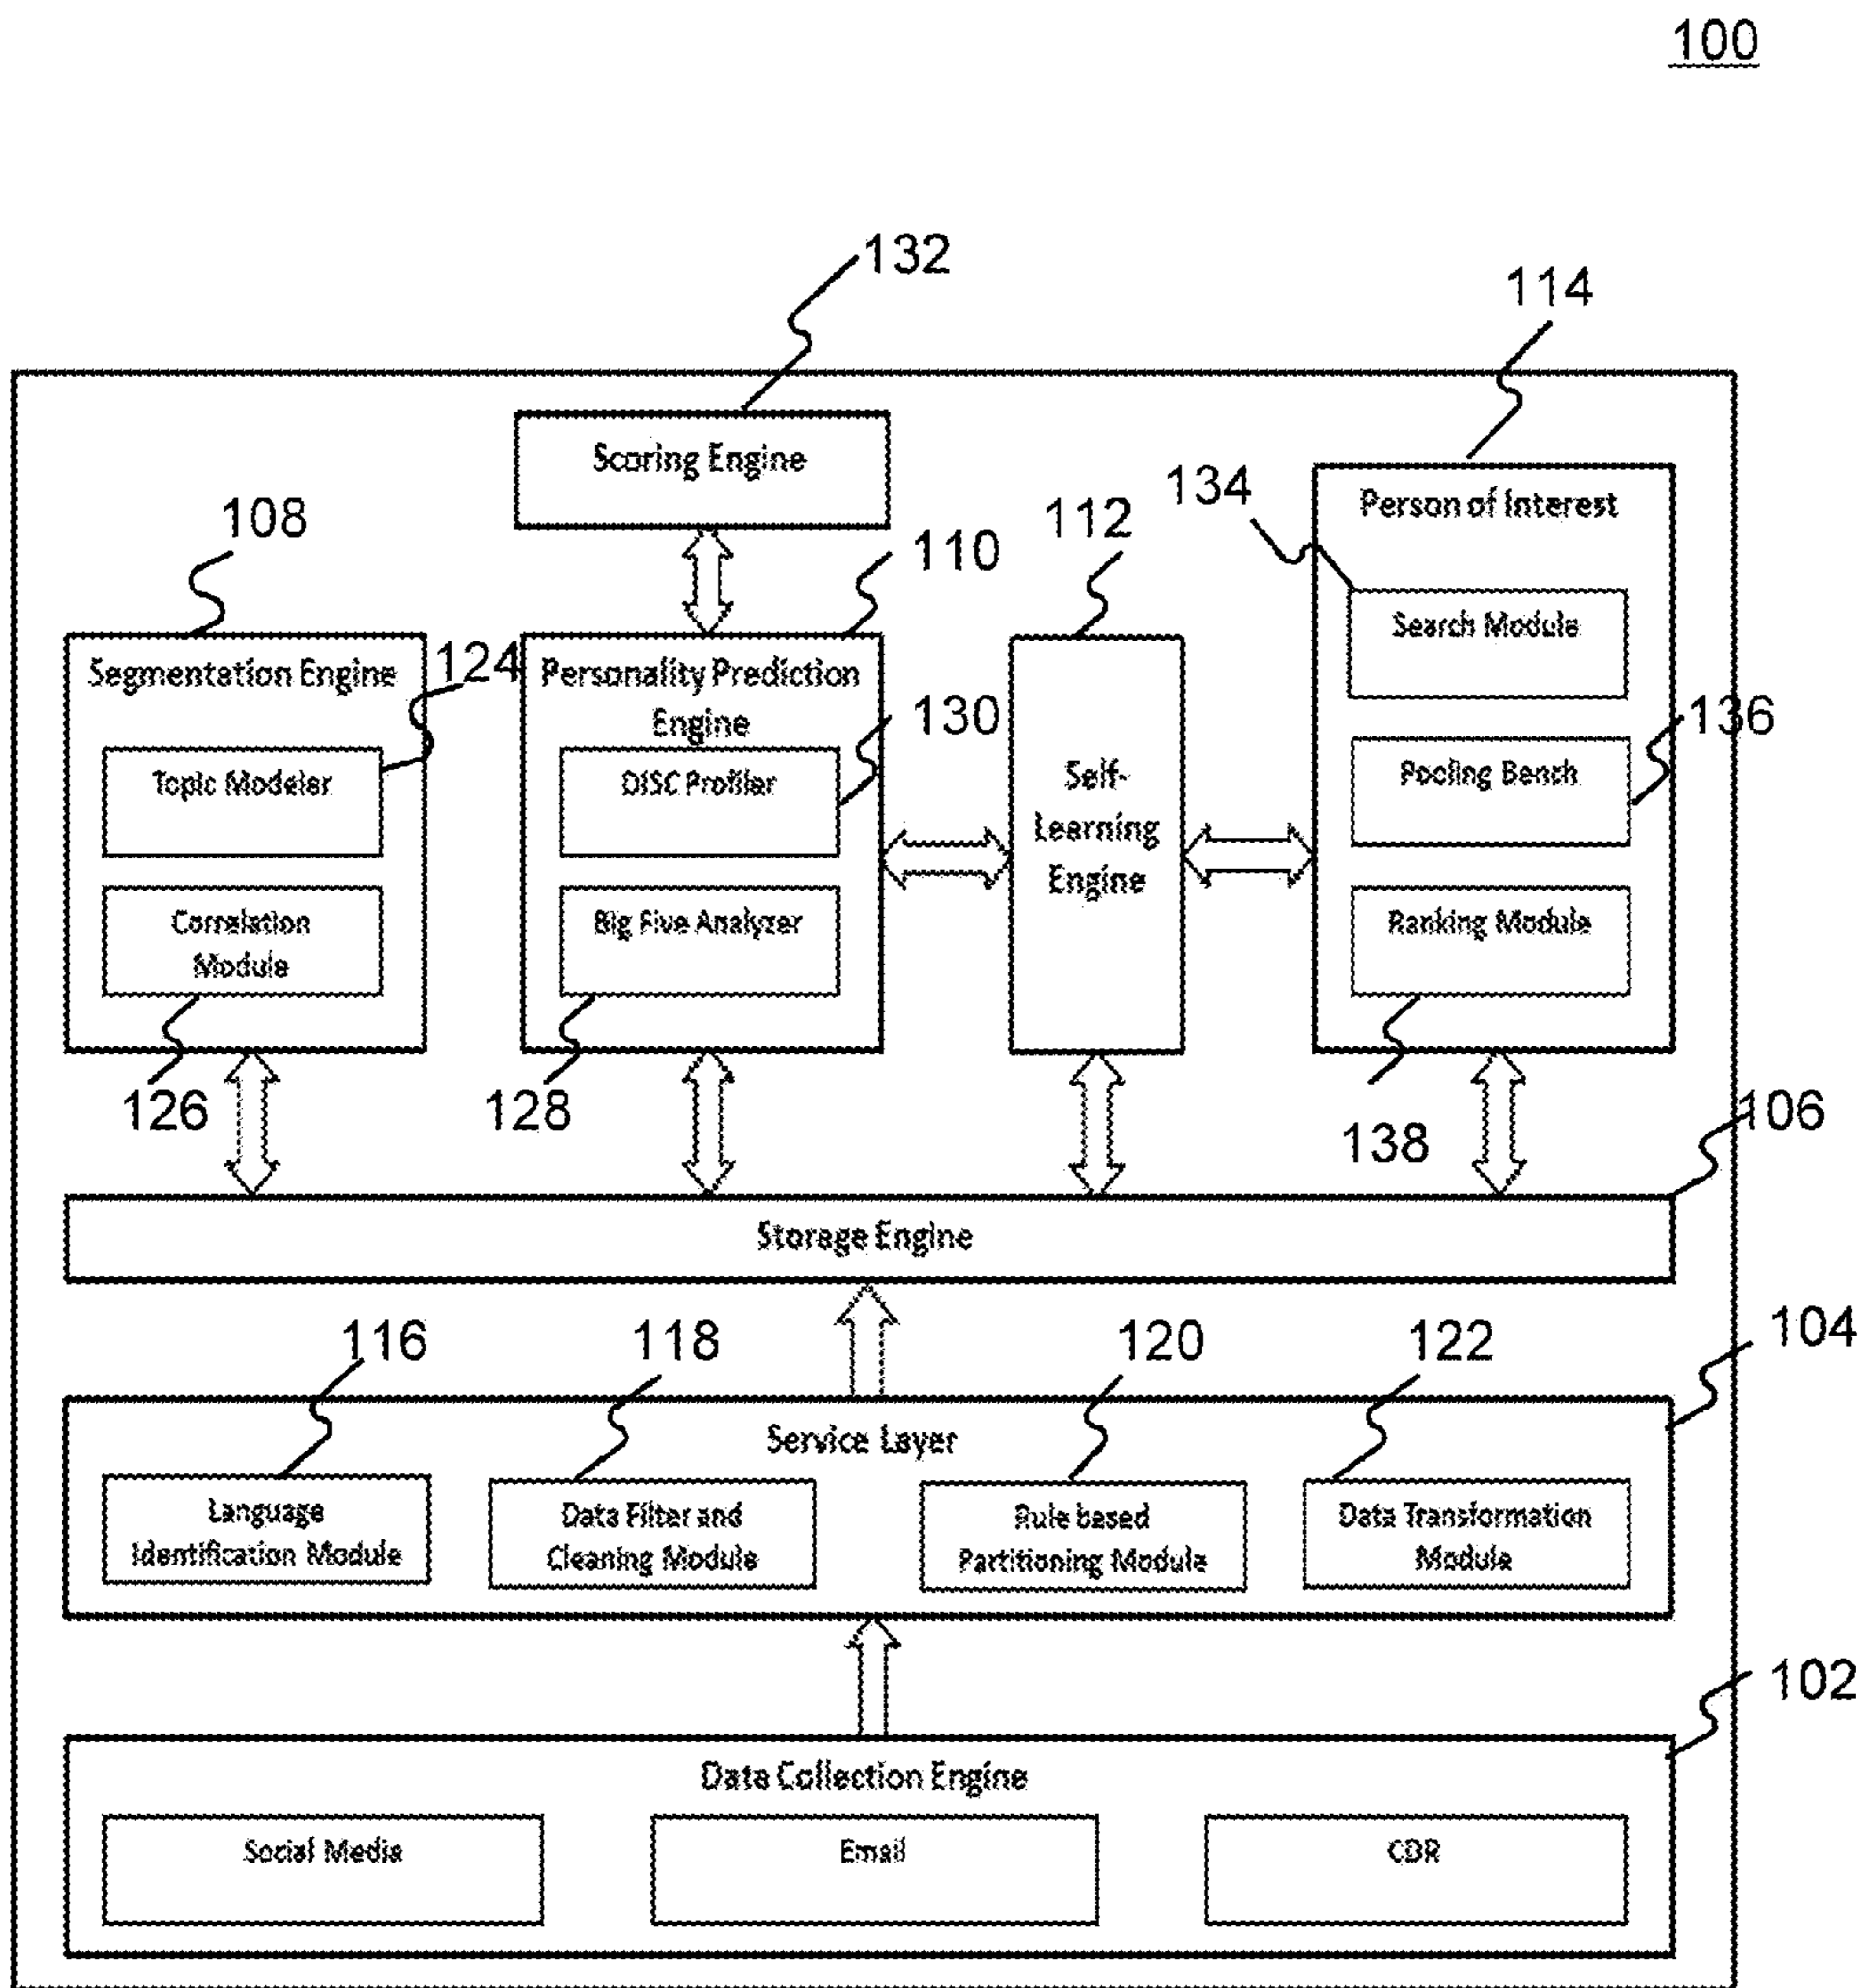 100
132
114
Scoring Engine
134
Person of Interest
108
112
110
Search Module
Segmentation Engine
124
Personality Prediction
Engine
130
136
Topic Modeler
DISC Profiler
Self-
Learning
Engine
Pooling Bench
Correlation
Module
Big Five Analyzer
Ranking Module
126
128
138
106
Storage Engine
116
118
120
122
104
Service Layer
Language
Identification Module
Data Filter and
Cleaning Module
Rule based
Partitioning Module
Data Transformation
Module
102
Data Collection Engine
Social Media
Email
CDR